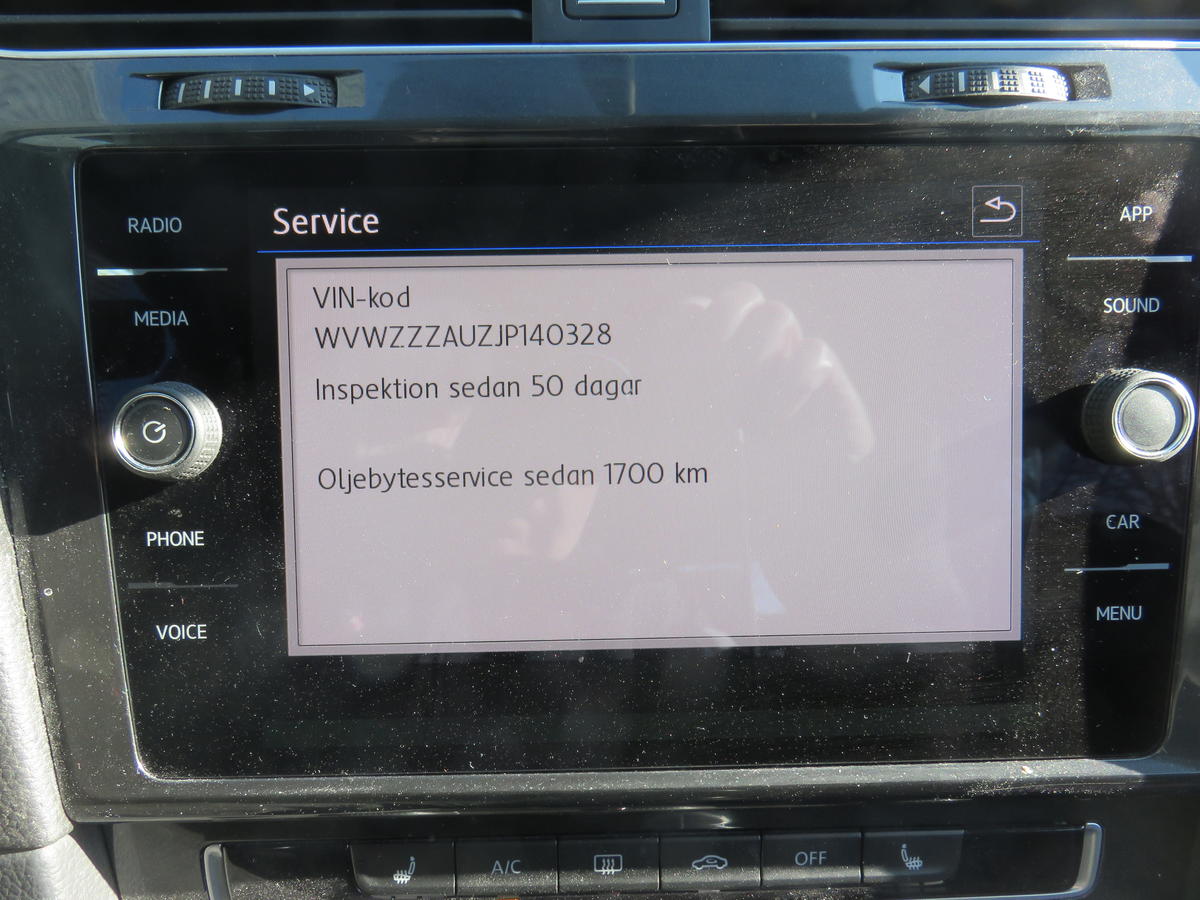 RADIO
MEDIA
PHONE
VOICE
Service
VIN-kod
WVWZZZAUZJP140328
Inspektion sedan 50 dagar
Oljebytesservice sedan 1700 km
APP
SOUND
CAR
MENU
A/C
OFF